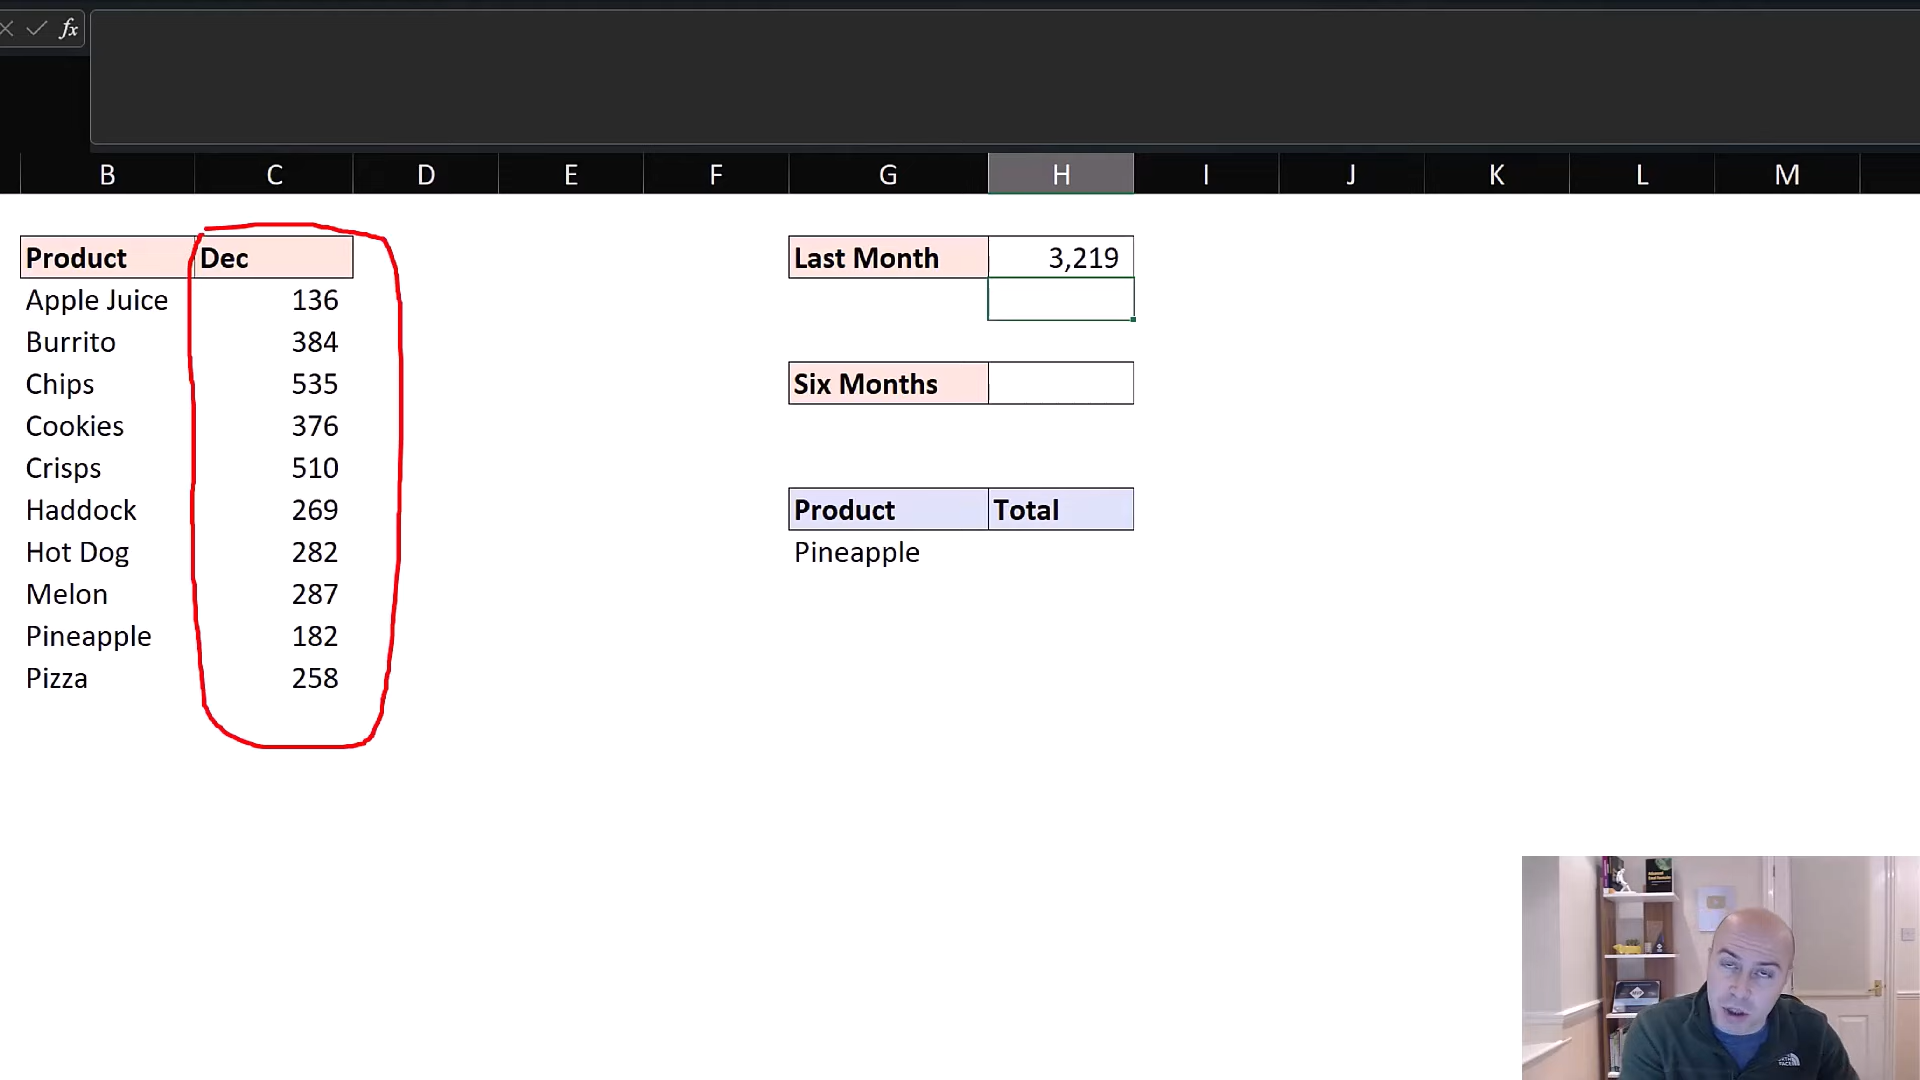 fx
B C D E F G H I J K L M
Product Dec
Apple Juice 136
Burrito 384
Chips 535
Cookies 376
Crisps 510
Haddock 269
Hot Dog 282
Melon 287
Pineapple 182
Pizza 258
Last Month 3,219
Six Months
Product Total
Pineapple